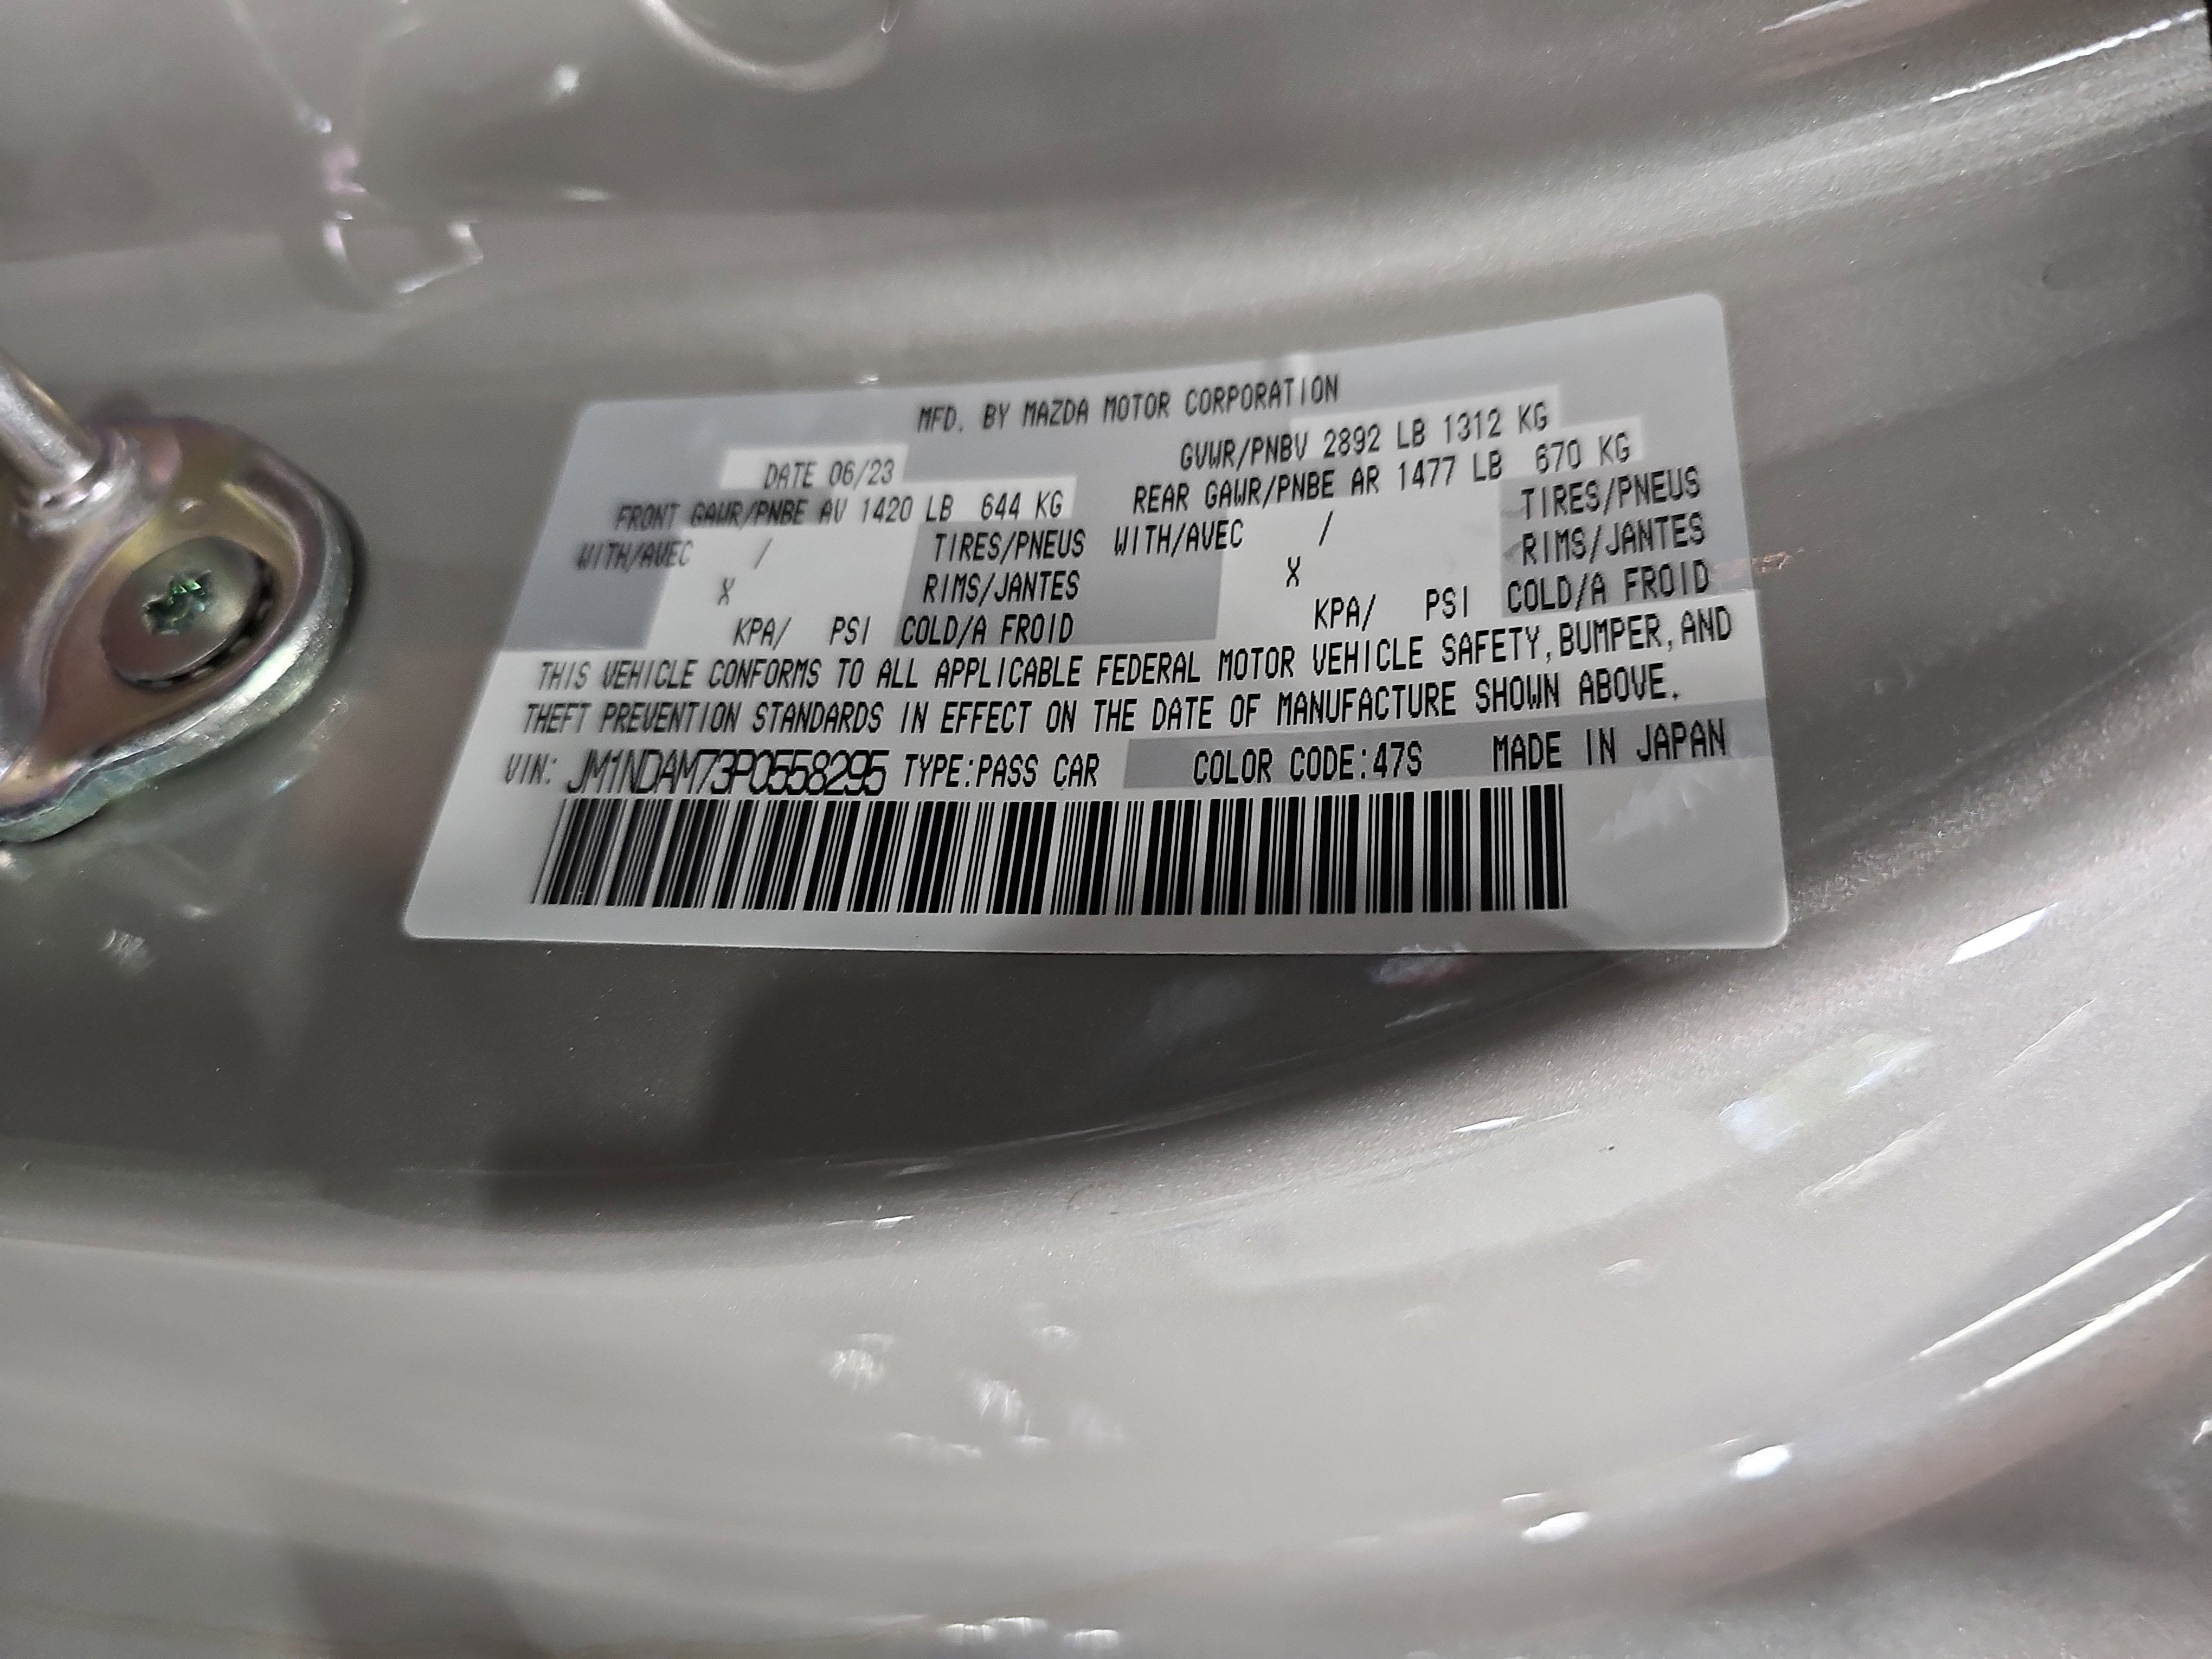 MFD. BY MAZDA MOTOR CORPORATION
DATE 06/23 GVWR/PNBV 2892 LB 1312 KG
FRONT GAWR/PNBE AV 1420 LB 644 KG REAR GAWR/PNBE AR 1477 LB 670 KG
WITH/AVEC / TIRES/PNEUS WITH/AVEC / TIRES/PNEUS
X RIMS/JANTES X RIMS/JANTES
KPA/ PSI COLD/A FROID KPA/ PSI COLD/A FROID
THIS VEHICLE CONFORMS TO ALL APPLICABLE FEDERAL MOTOR VEHICLE SAFETY, BUMPER, AND
THEFT PREVENTION STANDARDS IN EFFECT ON THE DATE OF MANUFACTURE SHOWN ABOVE.
VIN: JM1NDAM73P0558295 TYPE:PASS CAR COLOR CODE:47S MADE IN JAPAN